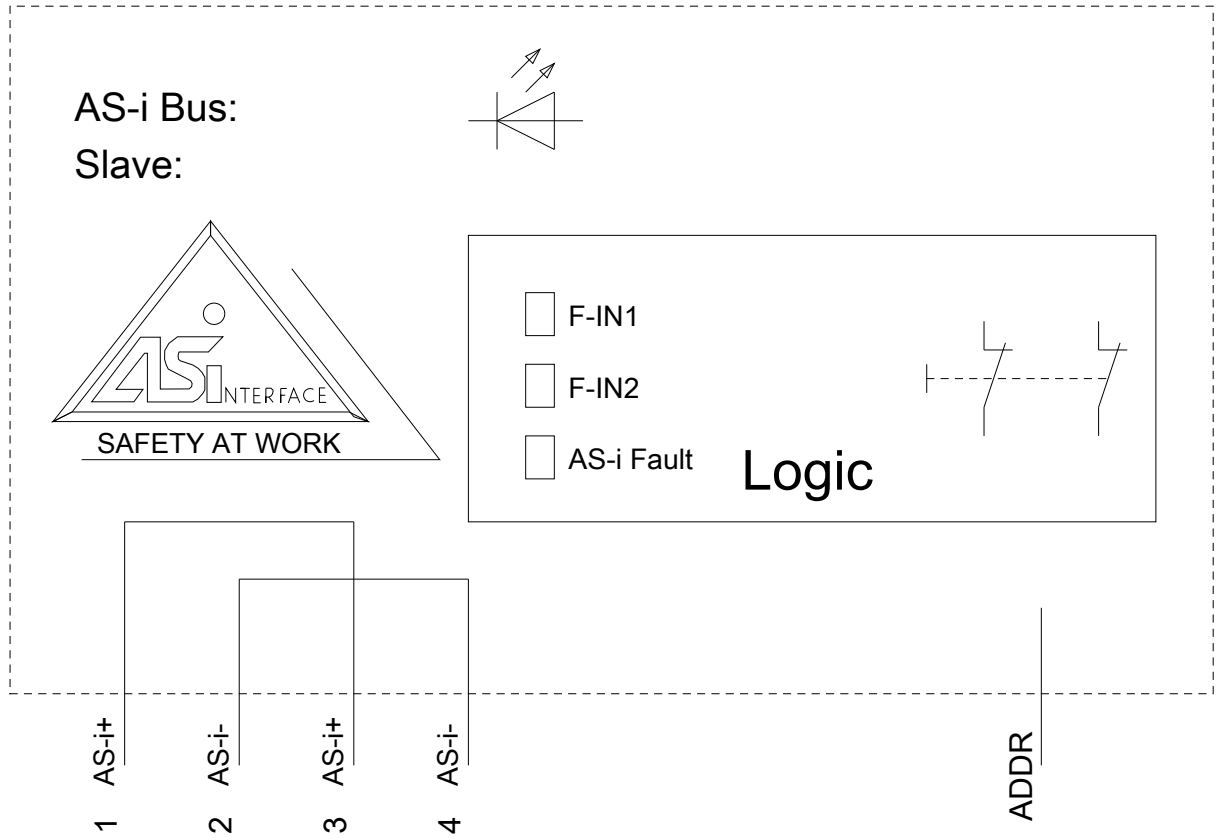 AS-i Bus:
Slave:
ASi
INTERFACE
SAFETY AT WORK
F-IN1
F-IN2
AS-i Fault
Logic
1 AS-i+
2 AS-i-
3 AS-i+
4 AS-i-
ADDR